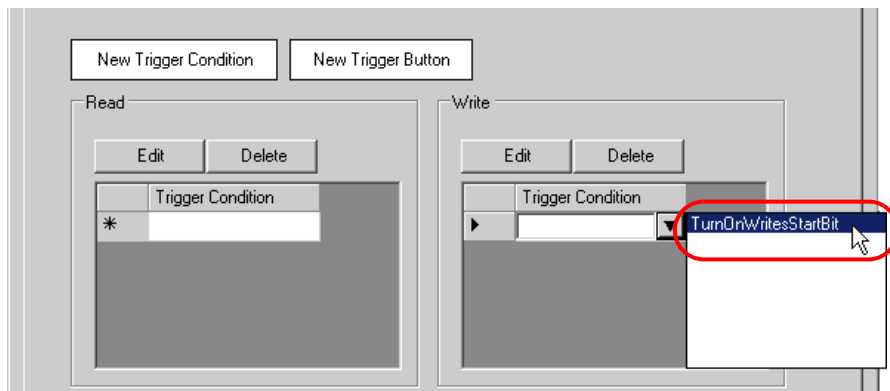 New Trigger Condition
New Trigger Button
Read
Write
Edit
Delete
Edit
Delete
Trigger Condition
Trigger Condition
TurnOnWritesStartBit